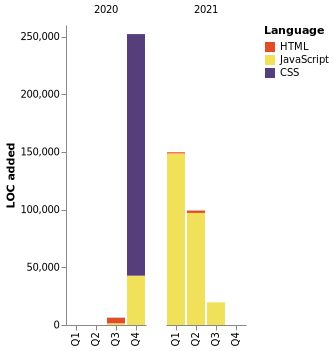 2020 2021
Language
HTML
JavaScript
CSS
LOC added
250,000
200,000
150,000
100,000
50,000
0
Q1 Q2 Q3 Q4 Q1 Q2 Q3 Q4